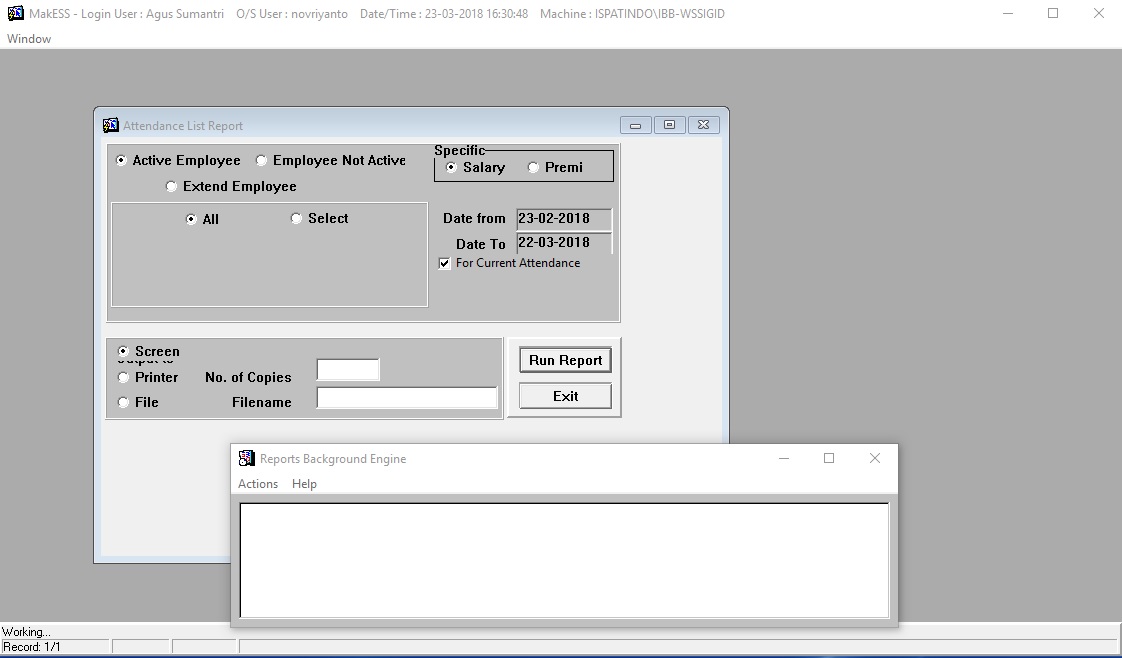 MakESS - Login User : Agus Sumantri    O/S User : novriyanto    Date/Time : 23-03-2018 16:30:48    Machine : ISPATINDO\IBB-WSSIGID
Window
Attendance List Report
Active Employee    Employee Not Active
Extend Employee
Specific
Salary    Premi
All    Select
Date from    23-02-2018
Date To    22-03-2018
For Current Attendance
Screen
Printer    No. of Copies
File    Filename
Run Report
Exit
Reports Background Engine
Actions    Help
Working...
Record: 1/1